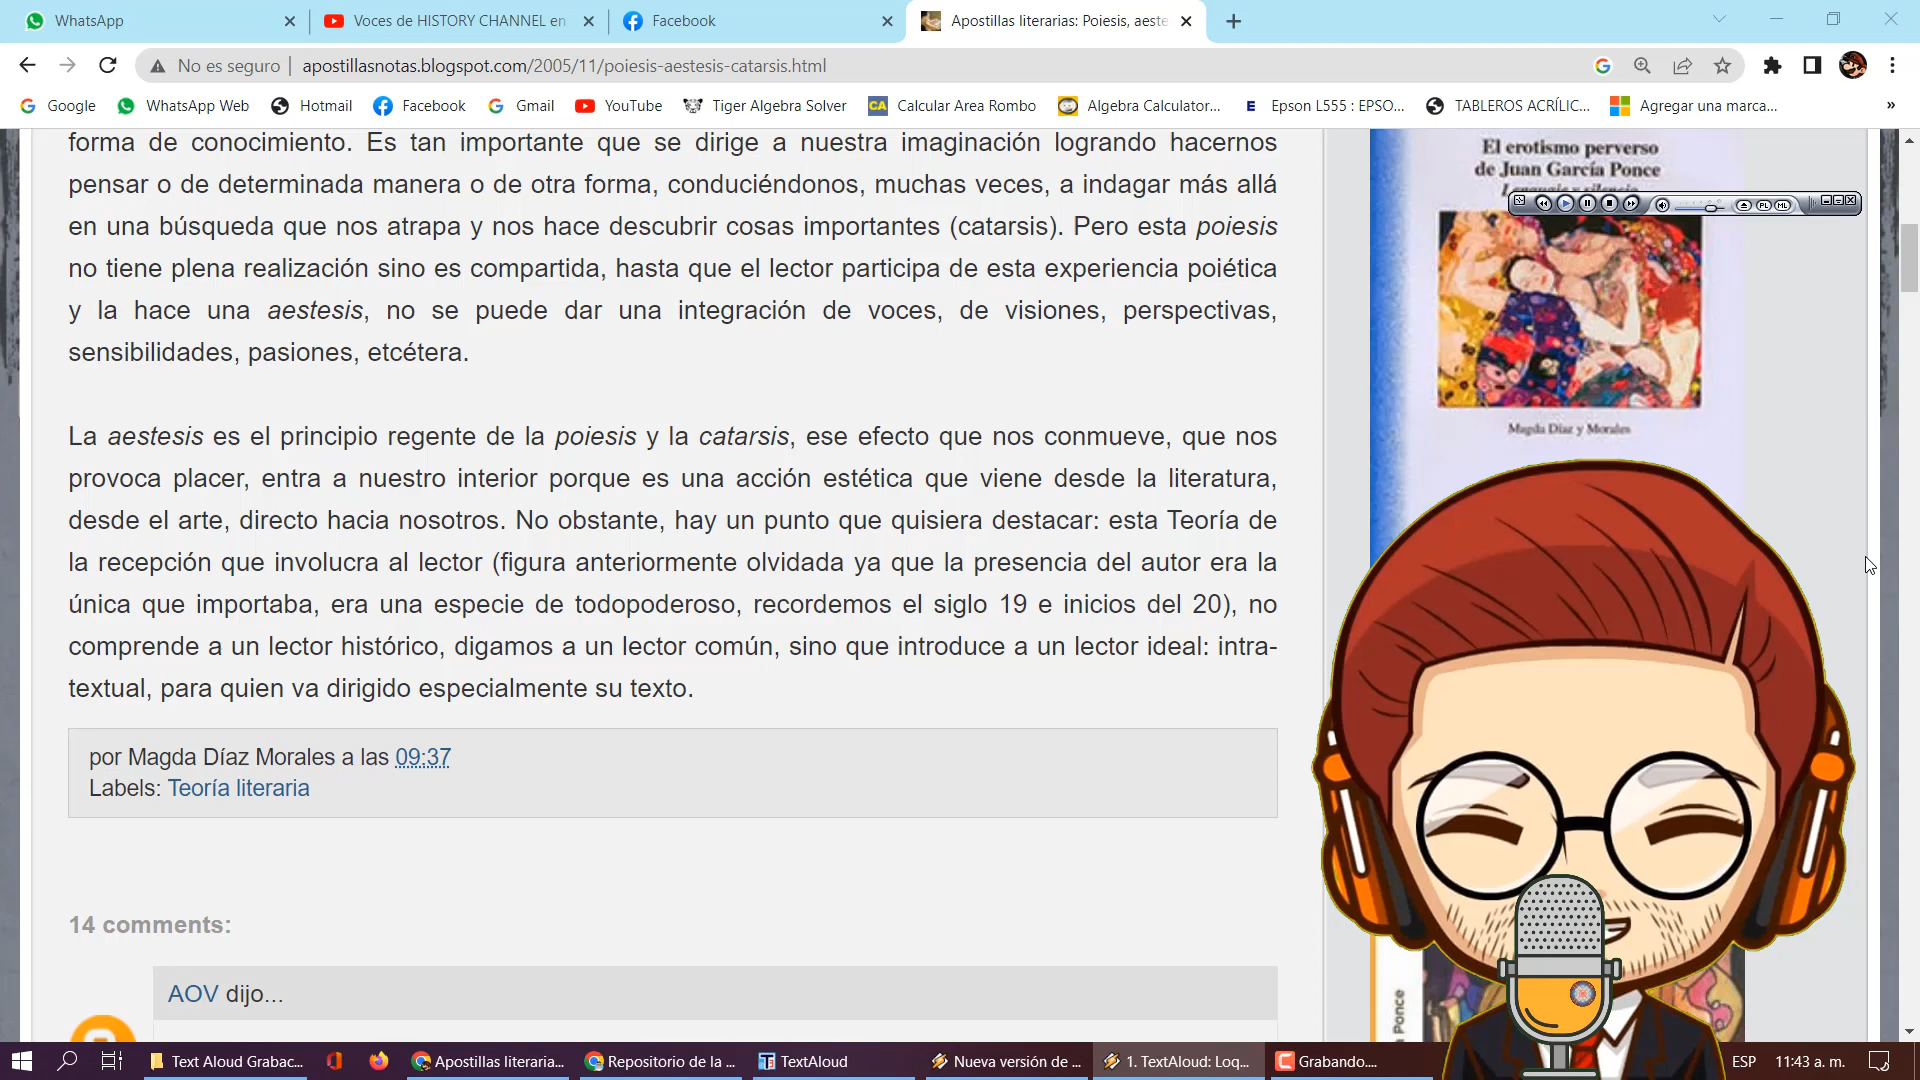 WhatsApp
Voces de HISTORY CHANNEL en
Facebook
Apostillas literarias: Poiesis, aeste
No es seguro
apostillasnotas.blogspot.com/2005/11/poiesis-aestesis-catarsis.html
Google
WhatsApp Web
Hotmail
Facebook
Gmail
YouTube
Tiger Algebra Solver
CA Calcular Area Rombo
Algebra Calculator...
E Epson L555 : EPSO...
TABLEROS ACRÍLIC...
Agregar una marca...
»
forma de conocimiento. Es tan importante que se dirige a nuestra imaginación logrando hacernos
pensar o de determinada manera o de otra forma, conduciéndonos, muchas veces, a indagar más allá
en una búsqueda que nos atrapa y nos hace descubrir cosas importantes (catarsis). Pero esta poiesis
no tiene plena realización sino es compartida, hasta que el lector participa de esta experiencia poiética
y la hace una aestesis, no se puede dar una integración de voces, de visiones, perspectivas,
sensibilidades, pasiones, etcétera.
La aestesis es el principio regente de la poiesis y la catarsis, ese efecto que nos conmueve, que nos
provoca placer, entra a nuestro interior porque es una acción estética que viene desde la literatura,
desde el arte, directo hacia nosotros. No obstante, hay un punto que quisiera destacar: esta Teoría de
la recepción que involucra al lector (figura anteriormente olvidada ya que la presencia del autor era la
única que importaba, era una especie de todopoderoso, recordemos el siglo 19 e inicios del 20), no
comprende a un lector histórico, digamos a un lector común, sino que introduce a un lector ideal: intra-
textual, para quien va dirigido especialmente su texto.
por Magda Díaz Morales a las 09:37
Labels: Teoría literaria
14 comments:
AOV dijo...
El erotismo perverso
de Juan García Ponce
PL
ML
Magda Díaz y Morales
Ponce
Text Aloud Grabac...
Apostillas literaria...
Repositorio de la ...
TextAloud
Nueva versión de ...
1. TextAloud: Loq...
Grabando....
ESP
11:43 a. m.